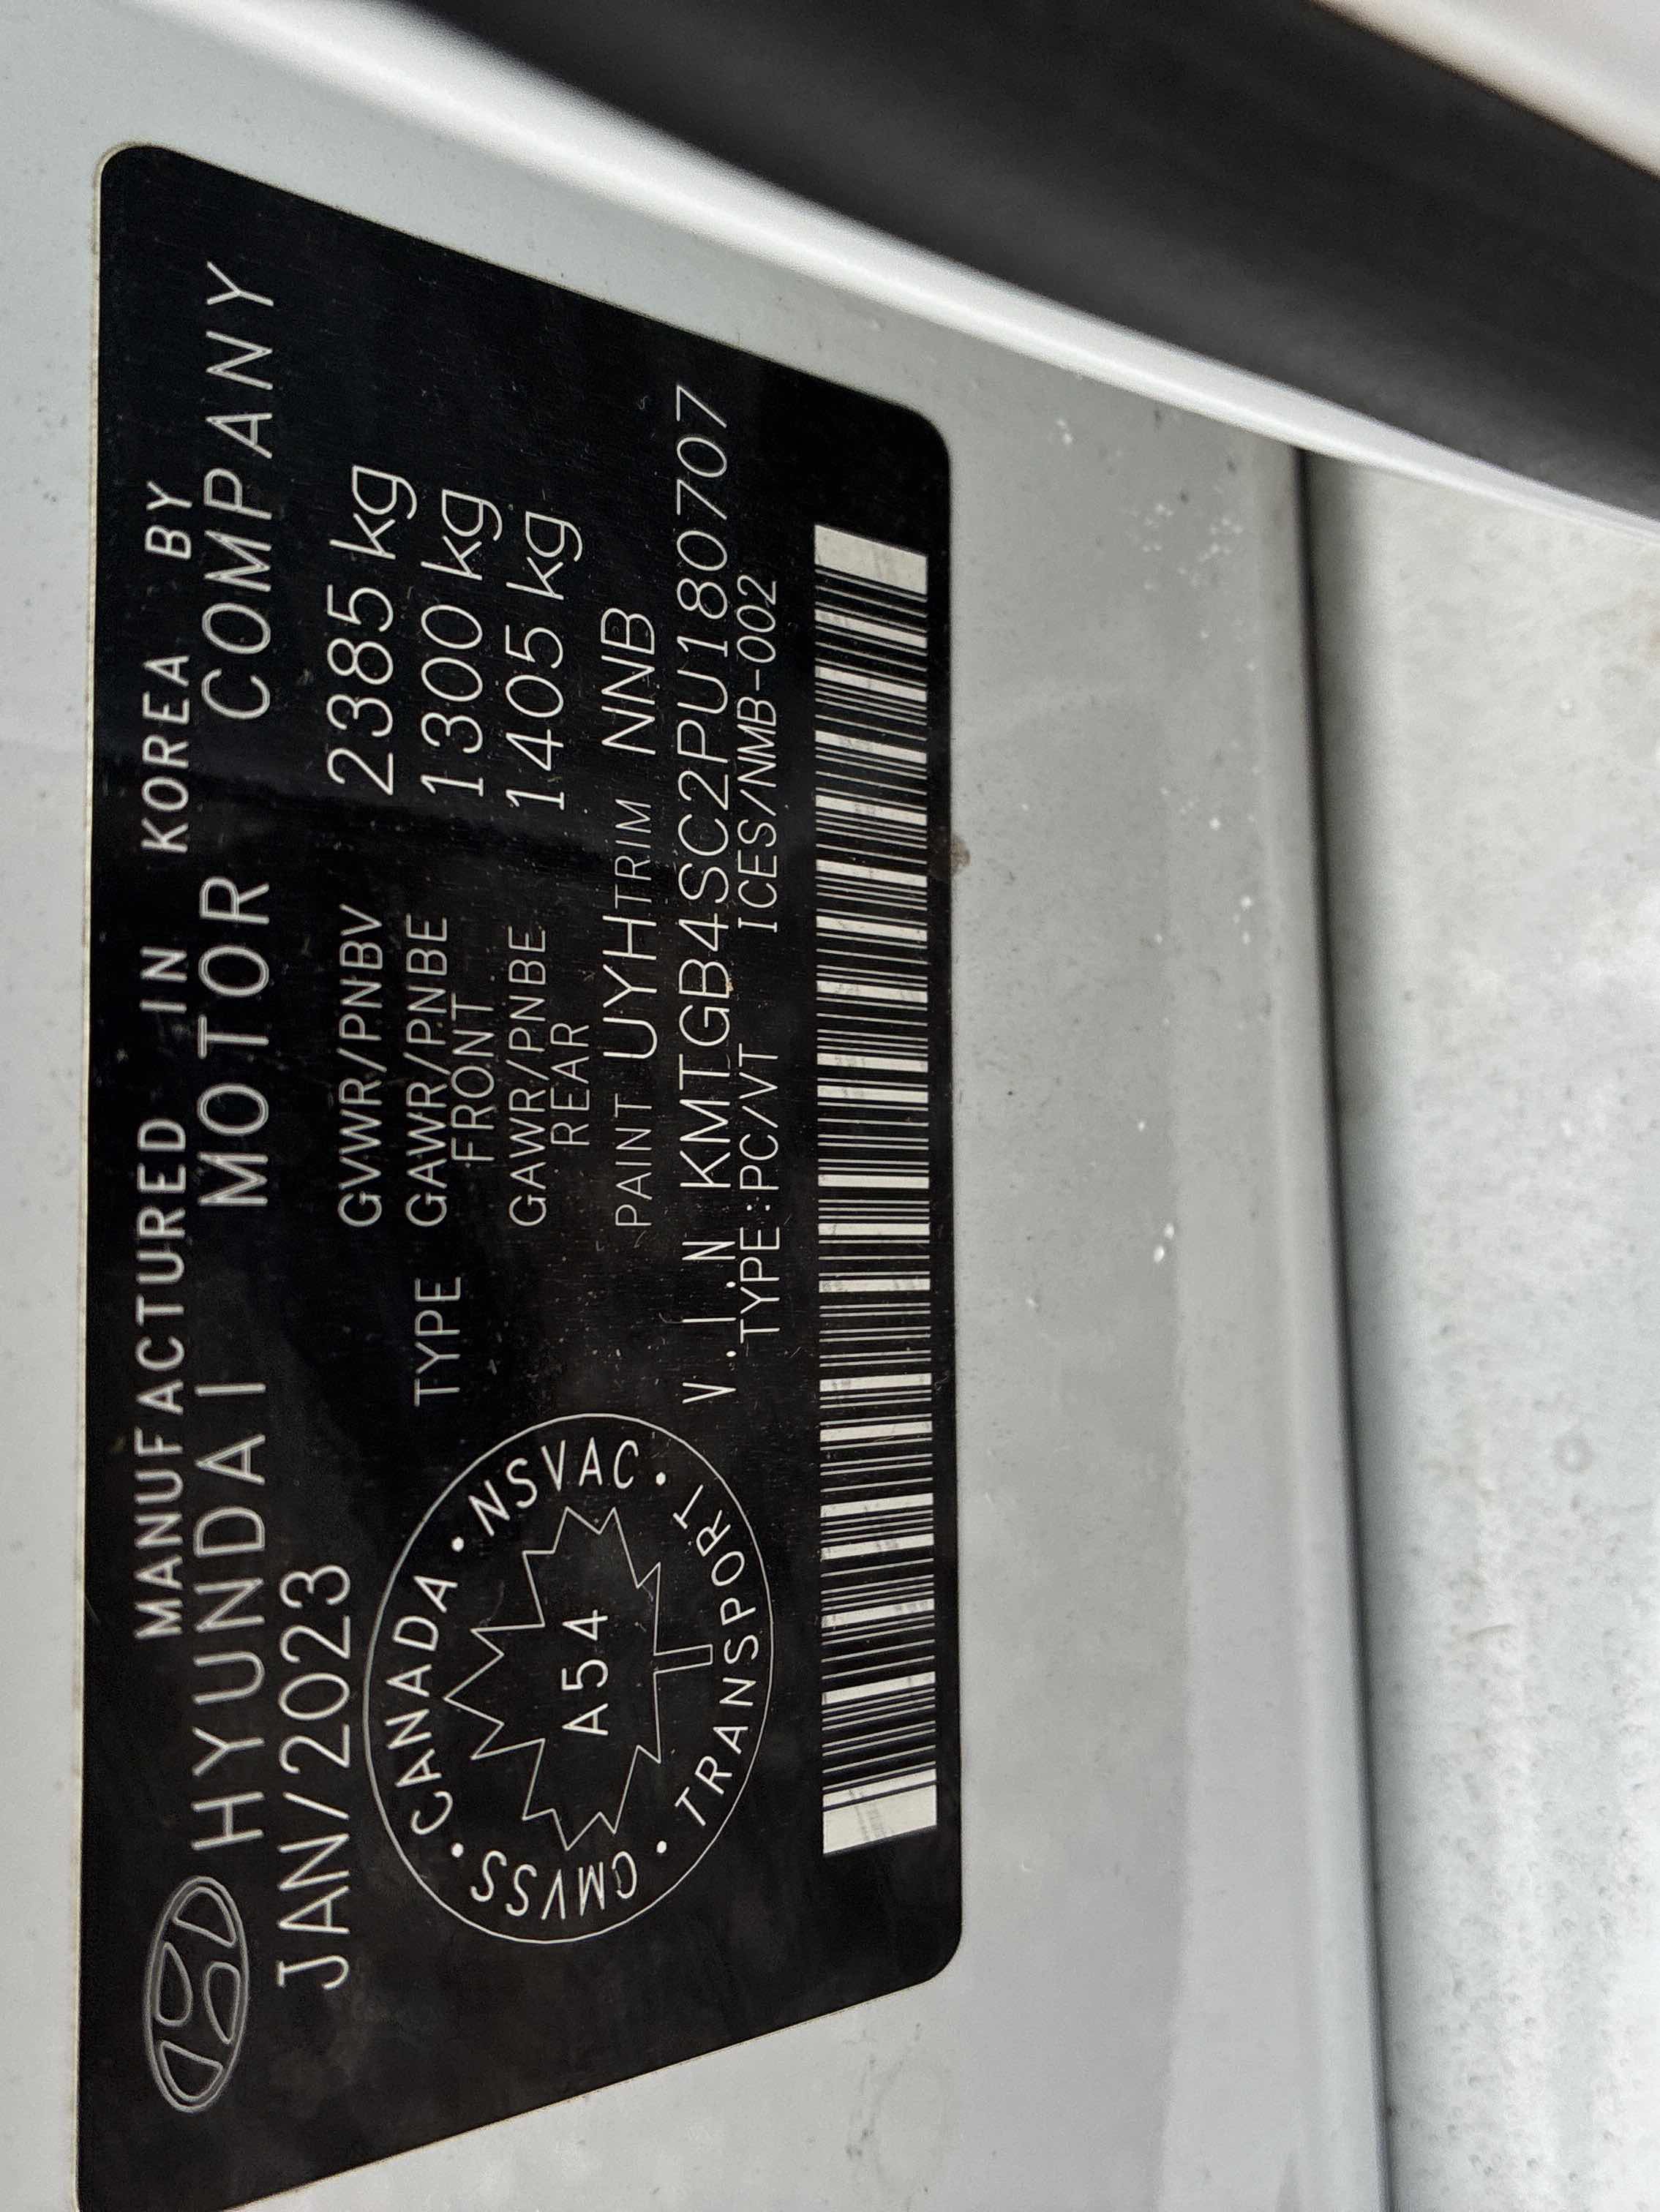 MANUFACTURED IN KOREA BY
HYUNDAI MOTOR COMPANY
JAN/2023
GVWR/PNBV 2385 kg
TYPE GAWR/PNBE FRONT 1300 kg
GAWR/PNBE REAR 1405 kg
PAINT UYH TRIM NNB
V.I.N KMTGB4SC2PU180707
TYPE:PC/VT ICES/NMB-002
CANADA • NSVAC • TRANSPORT • CMVSS •
A54